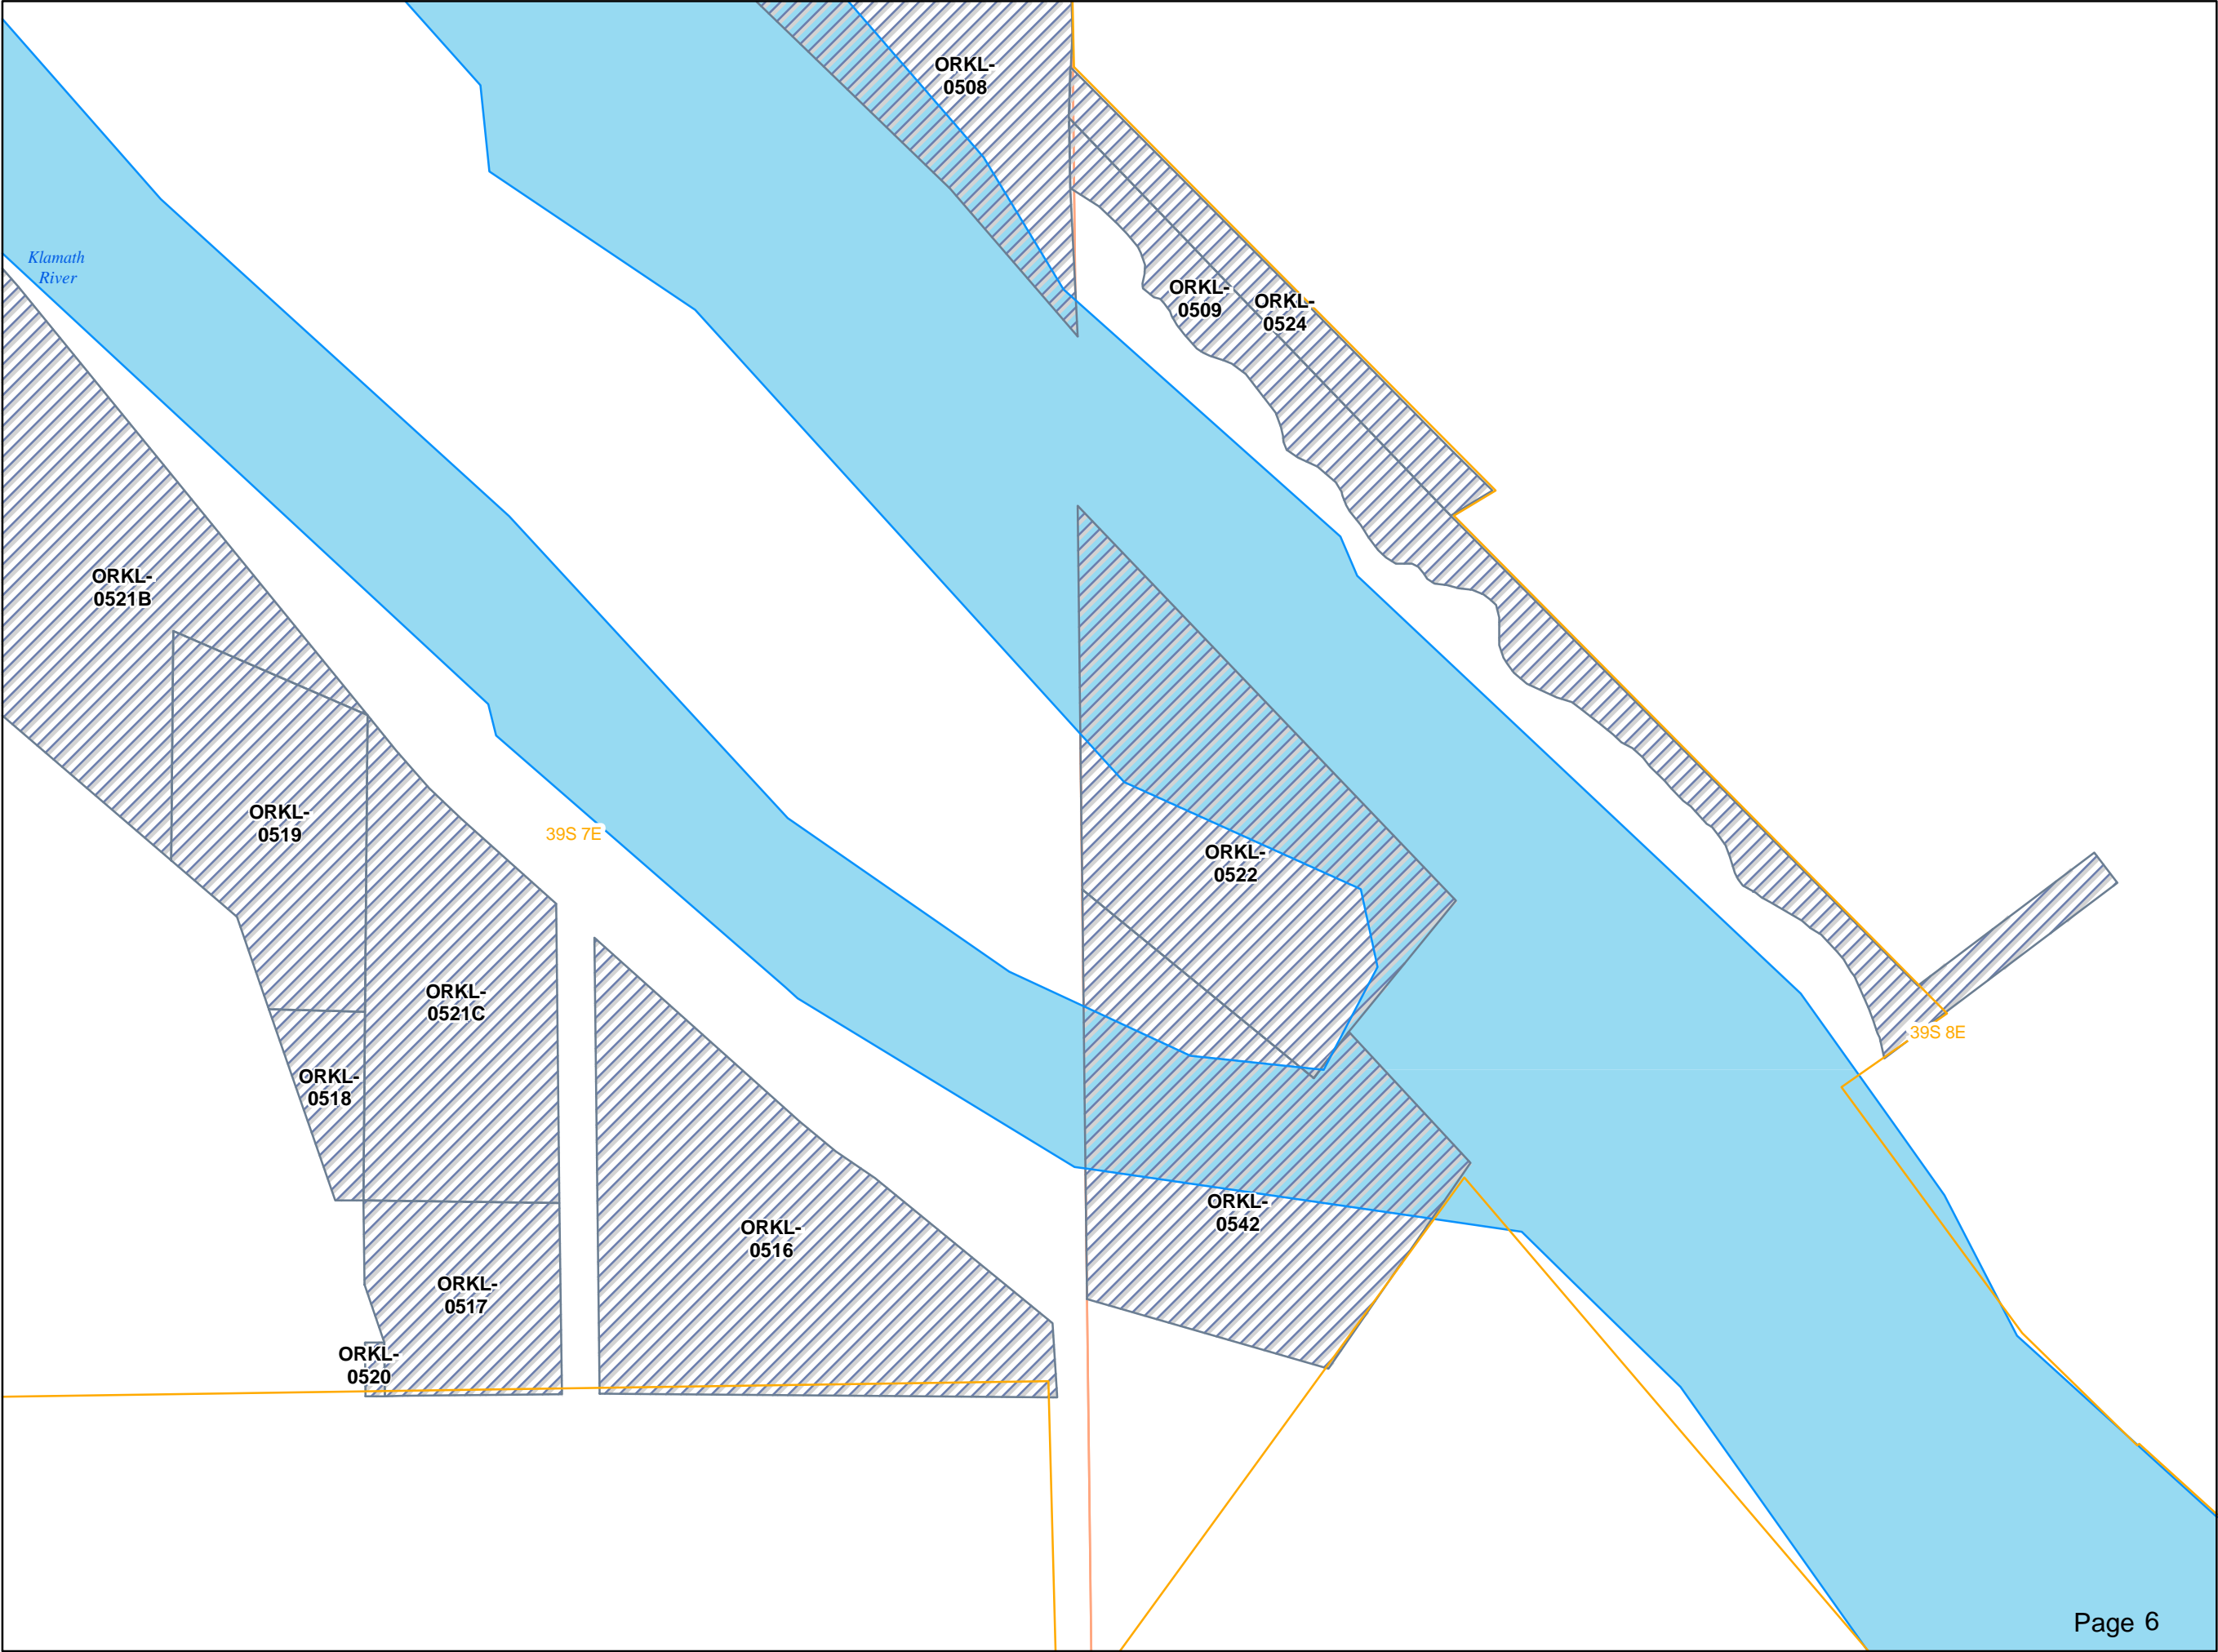 ORKL-
0508
Klamath
River
ORKL-
0509
ORKL-
0524
ORKL-
0521B
ORKL-
0519
39S 7E
ORKL-
0522
ORKL-
0521C
39S 8E
ORKL-
0518
ORKL-
0542
ORKL-
0516
ORKL-
0517
ORKL-
0520
Page 6